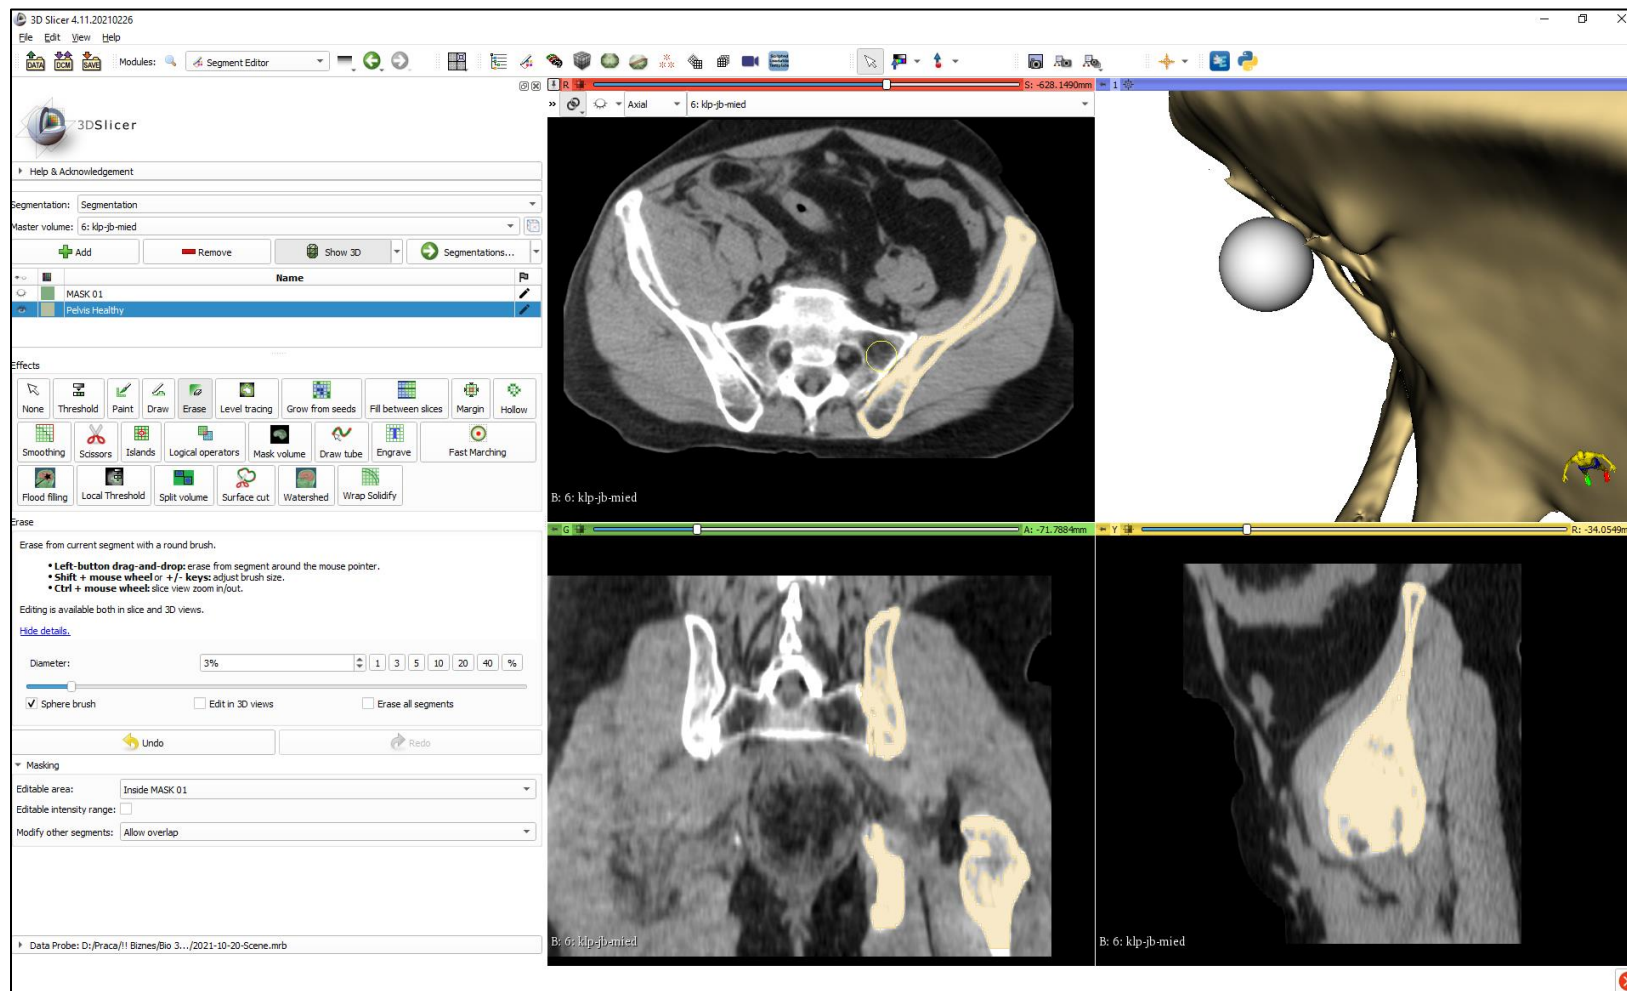 3D Slicer 4.11.20210226
File Edit View Help
DATA DCM SAVE Modules: Segment Editor
3DSlicer
Help & Acknowledgement
Segmentation: Segmentation
Master volume: 6: klp-jb-mied
Add Remove Show 3D Segmentations...
Name
MASK 01
Pelvis Healthy
Effects
None Threshold Paint Draw Erase Level tracing Grow from seeds Fill between slices Margin Hollow
Smoothing Scissors Islands Logical operators Mask volume Draw tube Engrave Fast Marching
Flood filling Local Threshold Split volume Surface cut Watershed Wrap Solidify
Erase
Erase from current segment with a round brush.
• Left-button drag-and-drop: erase from segment around the mouse pointer.
• Shift + mouse wheel or +/- keys: adjust brush size.
• Ctrl + mouse wheel: slice view zoom in/out.
Editing is available both in slice and 3D views.
Hide details.
Diameter: 3% 1 3 5 10 20 40 %
Sphere brush Edit in 3D views Erase all segments
Undo Redo
Masking
Editable area: Inside MASK 01
Editable intensity range:
Modify other segments: Allow overlap
Data Probe: D:/Praca/!! Biznes/Bio 3.../2021-10-20-Scene.mrb
R S: -628.1490mm
» Axial 6: klp-jb-mied
B: 6: klp-jb-mied
1
G A: -71.7884mm
B: 6: klp-jb-mied
Y R: -34.0549m
B: 6: klp-jb-mied